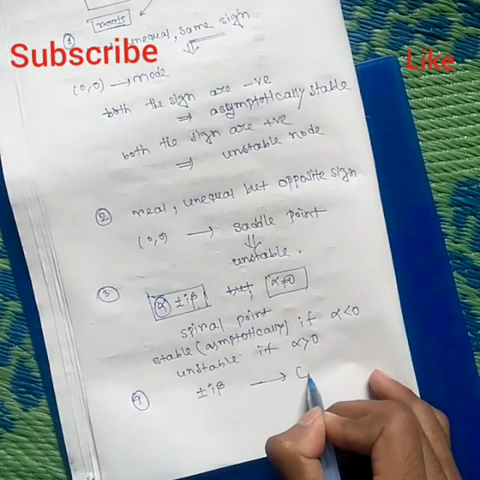 roots
① unequal, same sign
Subscribe
Like
(0,0) → node
both the sign are -ve
⇒ asymptotically stable
both the sign are +ve
⇒ unstable node
② real, unequal but opposite sign
(0,0) → saddle point
⇓
unstable.
③ α ± iβ, but, α≠0
spiral point
stable (asymptotically) if α<0
unstable if α>0
④ ±iβ → C